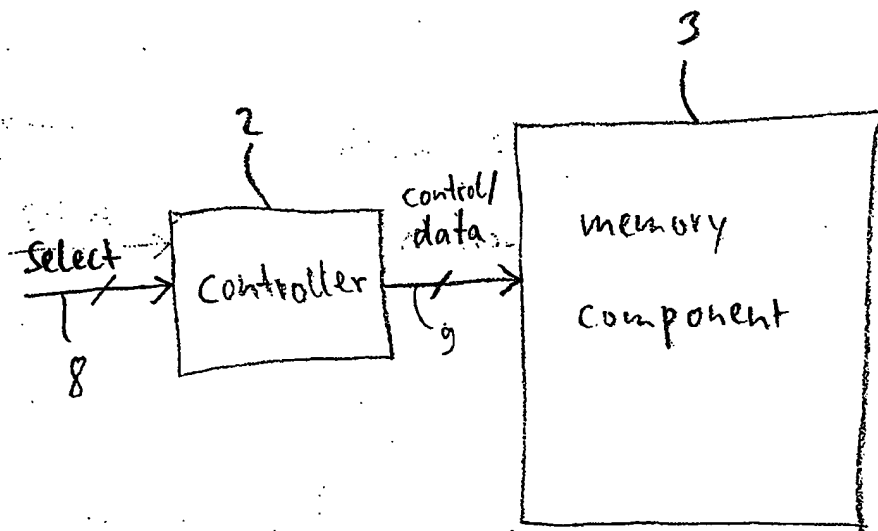 3
2
control/
data
Select
Controller
memory
component
8
9